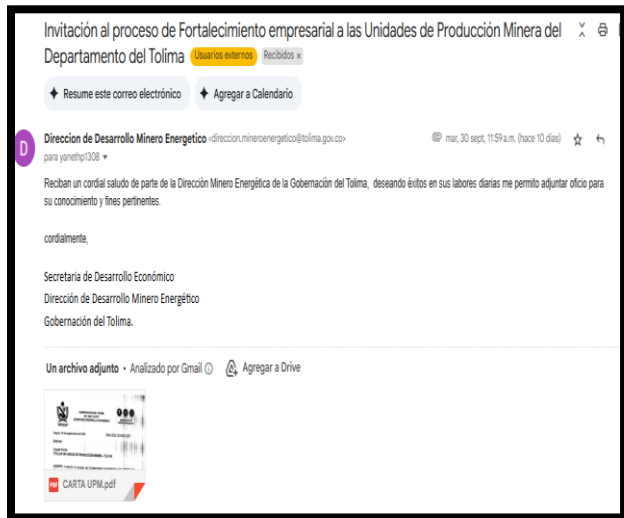 Invitación al proceso de Fortalecimiento empresarial a las Unidades de Producción Minera del
Departamento del Tolima Usuarios externos Recibidos x
Resume este correo electrónico Agregar a Calendario
D
Direccion de Desarrollo Minero Energetico <direccion.mineroenergetico@tolima.gov.co> mar, 30 sept, 11:59 a.m. (hace 10 días)
para yanethp1308
Reciban un cordial saludo de parte de la Dirección Minero Energética de la Gobernación del Tolima, deseando éxitos en sus labores diarias me permito adjuntar oficio para
su conocimiento y fines pertinentes.
cordialmente,
Secretaria de Desarrollo Económico
Dirección de Desarrollo Minero Energético
Gobernación del Tolima.
Un archivo adjunto • Analizado por Gmail Agregar a Drive
PDF CARTA UPM.pdf